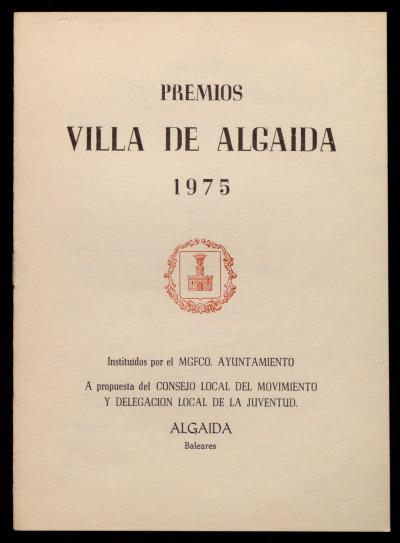 PREMIOS
VILLA DE ALGAIDA
1975
Instituidos por el MGFCO. AYUNTAMIENTO
A propuesta del CONSEJO LOCAL DEL MOVIMIENTO
Y DELEGACION LOCAL DE LA JUVENTUD.
ALGAIDA
Baleares